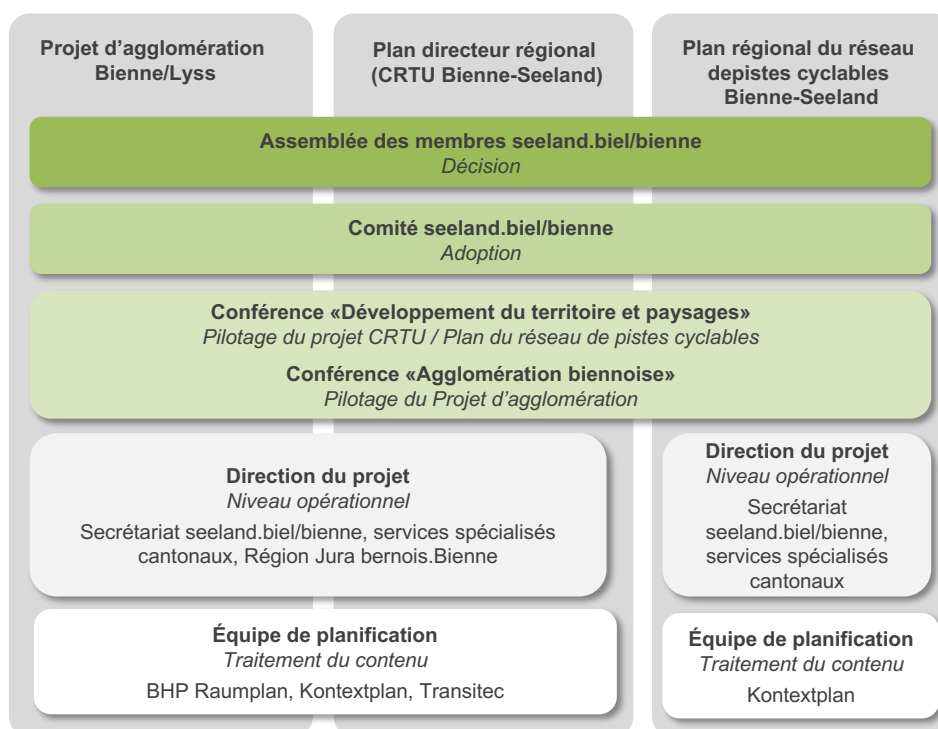 Projet d'agglomération
Bienne/Lyss
Plan directeur régional
(CRTU Bienne-Seeland)
Plan régional du réseau
depistes cyclables
Bienne-Seeland
Assemblée des membres seeland.biel/bienne
Décision
Comité seeland.biel/bienne
Adoption
Conférence «Développement du territoire et paysages»
Pilotage du projet CRTU / Plan du réseau de pistes cyclables
Conférence «Agglomération biennoise»
Pilotage du Projet d'agglomération
Direction du projet
Niveau opérationnel
Secrétariat seeland.biel/bienne, services spécialisés
cantonaux, Région Jura bernois.Bienne
Direction du projet
Niveau opérationnel
Secrétariat
seeland.biel/bienne,
services spécialisés
cantonaux
Équipe de planification
Traitement du contenu
BHP Raumplan, Kontextplan, Transitec
Équipe de planification
Traitement du contenu
Kontextplan